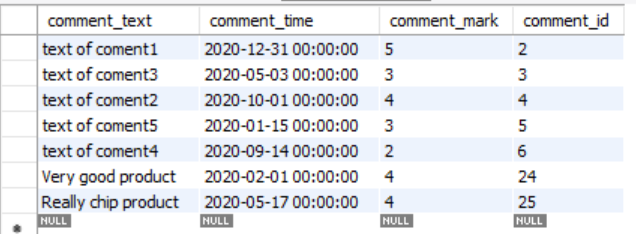 comment_text comment_time comment_mark comment_id
text of coment1 2020-12-31 00:00:00 5 2
text of coment3 2020-05-03 00:00:00 3 3
text of coment2 2020-10-01 00:00:00 4 4
text of coment5 2020-01-15 00:00:00 3 5
text of coment4 2020-09-14 00:00:00 2 6
Very good product 2020-02-01 00:00:00 4 24
Really chip product 2020-05-17 00:00:00 4 25
NULL NULL NULL NULL